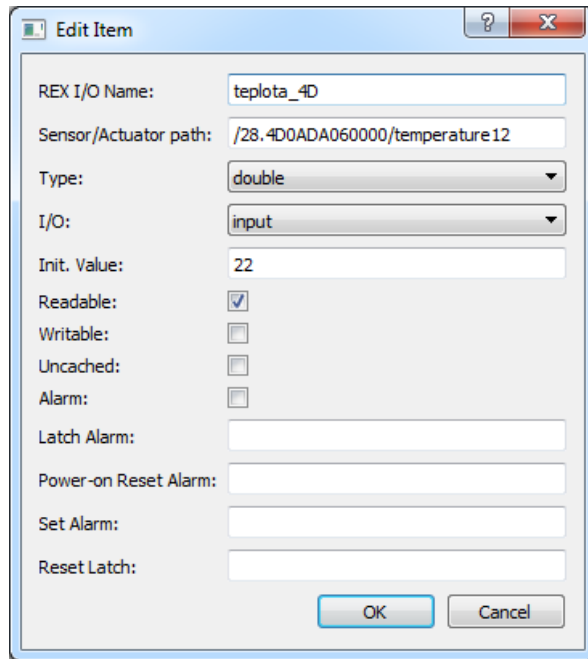 Edit Item
?
REX I/O Name: teplota_4D
Sensor/Actuator path: /28.4D0ADA060000/temperature12
Type: double
I/O: input
Init. Value: 22
Readable:
Writable:
Uncached:
Alarm:
Latch Alarm:
Power-on Reset Alarm:
Set Alarm:
Reset Latch:
OK Cancel